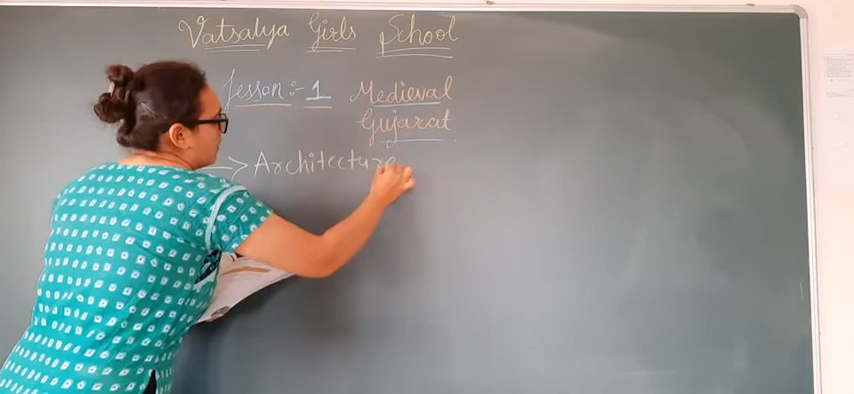 Vatsalya Girls School
Lesson :- 1 Medieval
Gujarat
→ Architecture